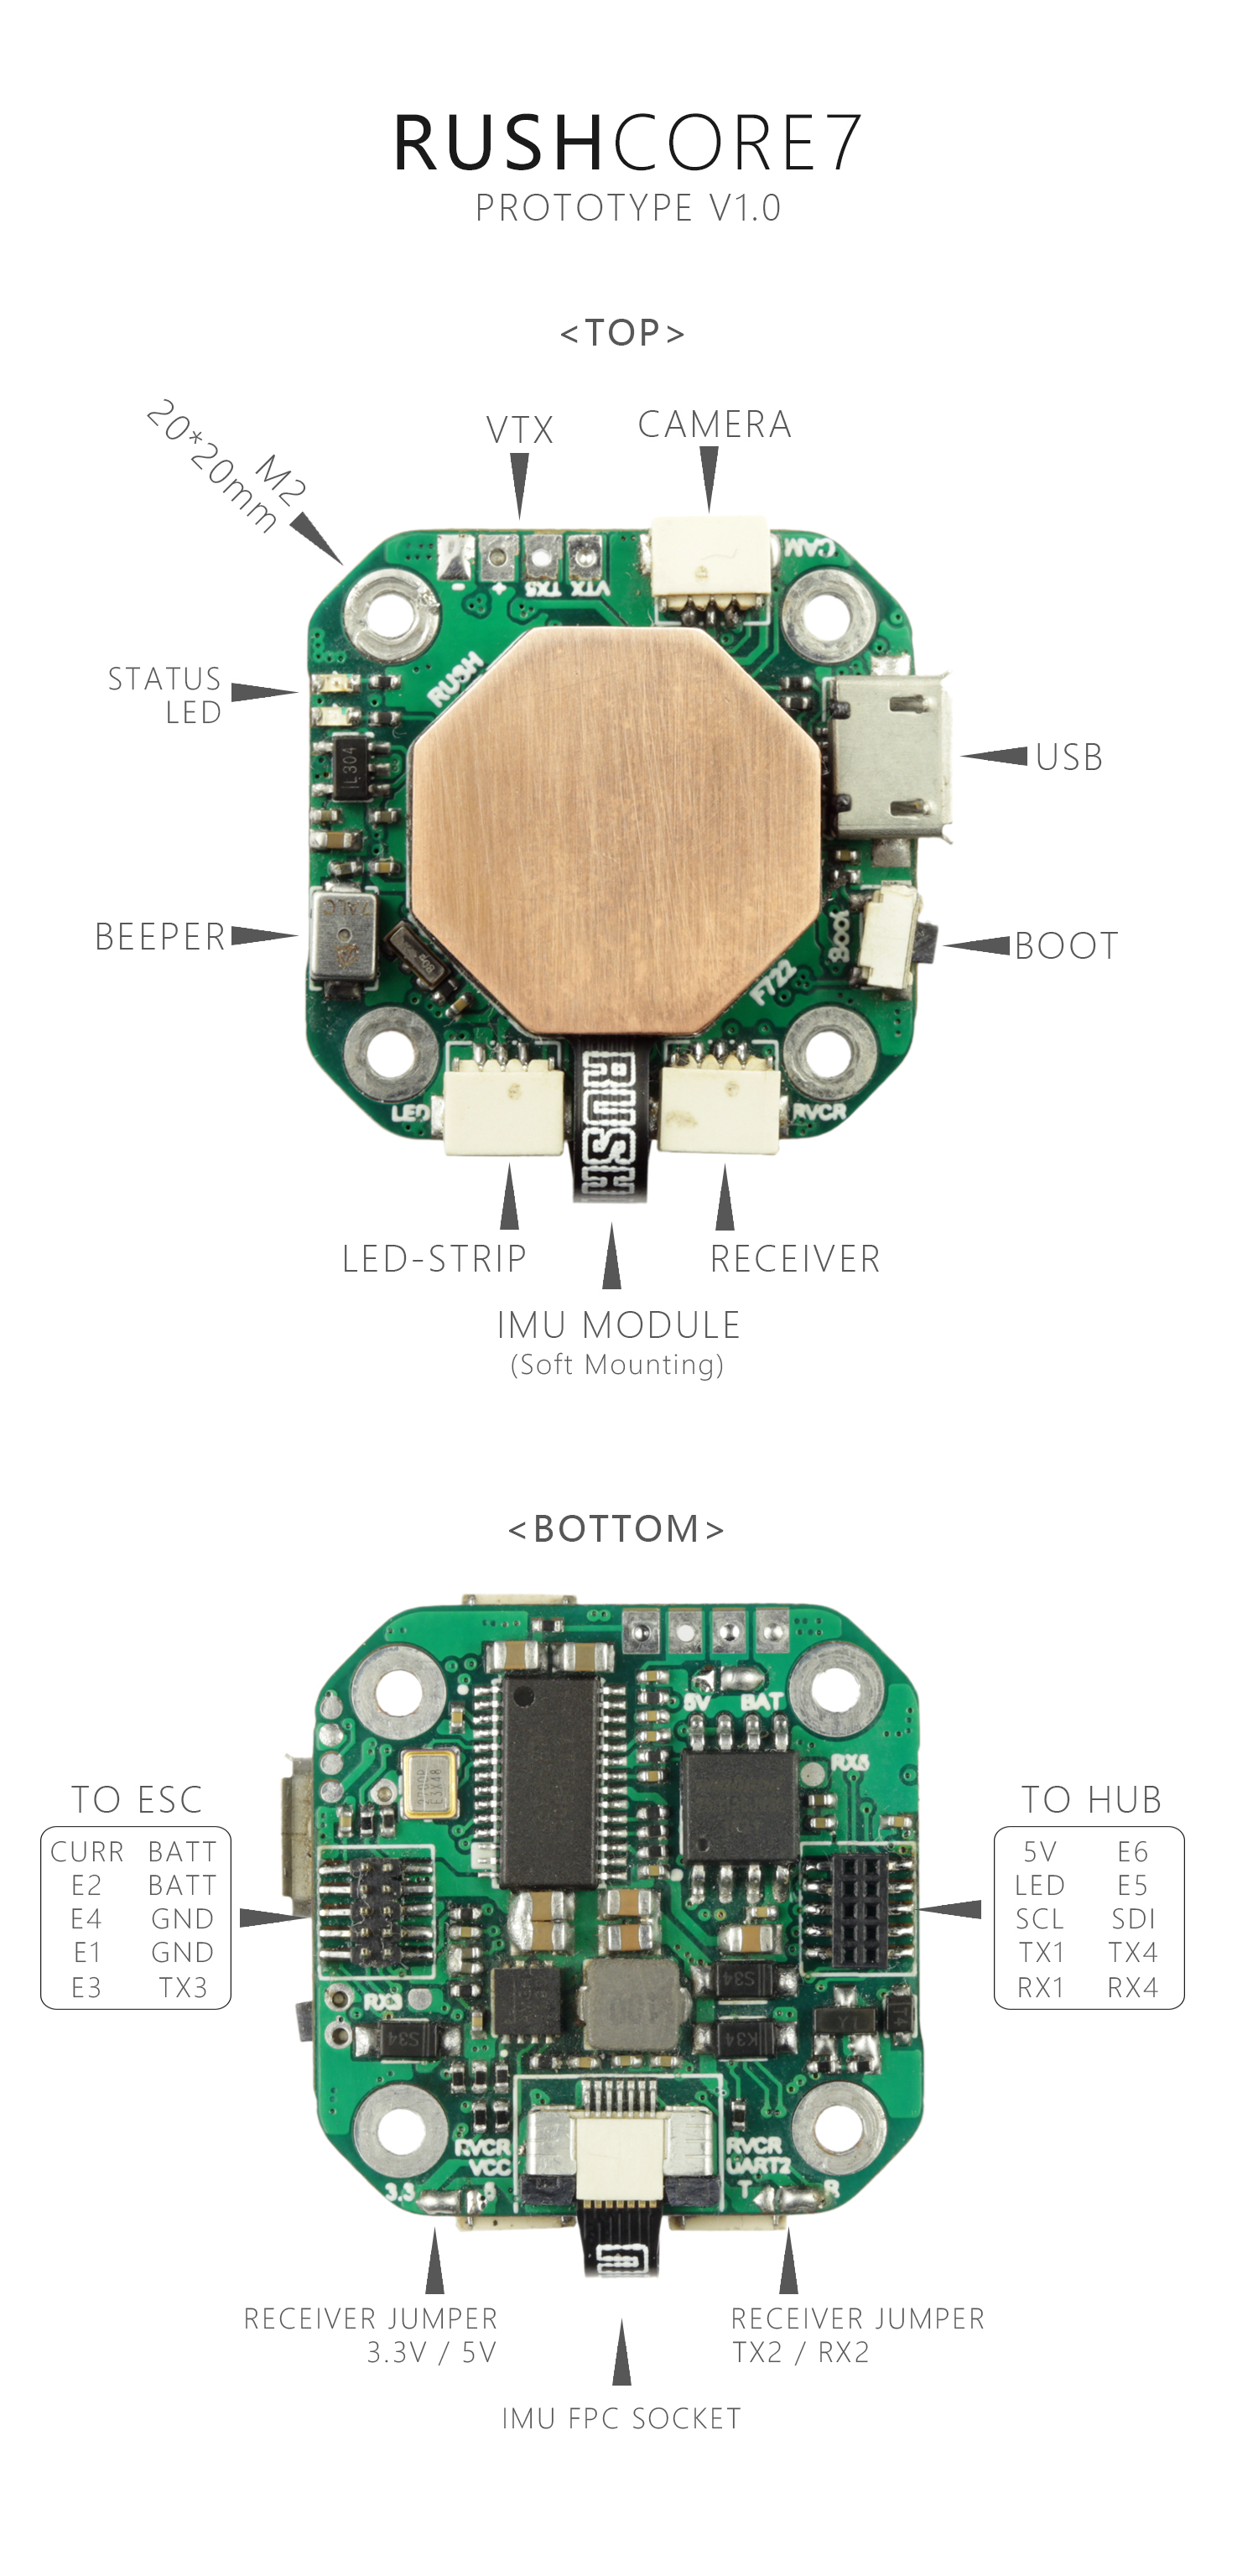 RUSHCORE7
PROTOTYPE V1.0
<TOP>
M2
20*20mm
VTX
CAMERA
STATUS
LED
USB
BEEPER
BOOT
LED-STRIP
RECEIVER
IMU MODULE
(Soft Mounting)
- + TX5 VTX
CAM
RUSH
L304
BOOT
F722
LED
RVCR
RUSH
<BOTTOM>
5V BAT
RX5
TO ESC
CURR BATT
E2 BATT
E4 GND
E1 GND
E3 TX3
TO HUB
5V E6
LED E5
SCL SDI
TX1 TX4
RX1 RX4
RX3
S34
S34
K34
RVCR
VCC
3.3 5
RVCR
UART2
T R
RECEIVER JUMPER
3.3V / 5V
RECEIVER JUMPER
TX2 / RX2
IMU FPC SOCKET